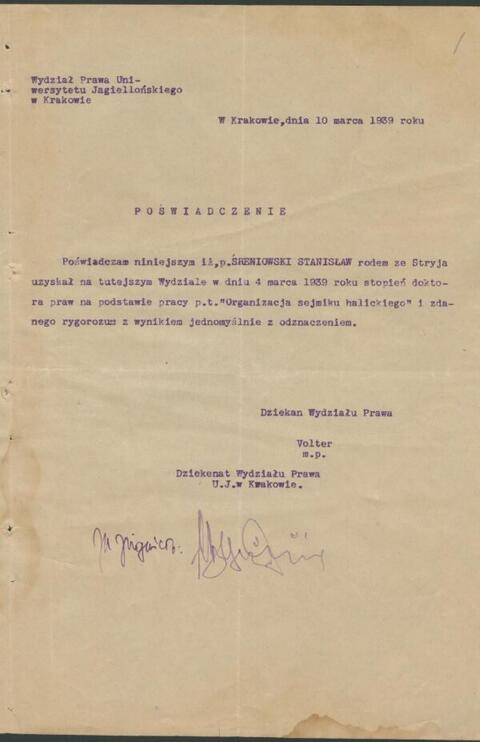 Wydział Prawa Uni-
wersytetu Jagiellońskiego
w Krakowie
W Krakowie,dnia 10 marca 1939 roku
POŚWIADCZENIE
Poświadczam niniejszym iż,p.ŚRENIOWSKI STANISŁAW rodem ze Stryja
uzyskał na tutejszym Wydziale w dniu 4 marca 1939 roku stopień dokto-
ra praw na podstawie pracy p.t."Organizacja sejmiku halickiego" i zda-
nego rygorozum z wynikiem jednomyślnie z odznaczeniem.
Dziekan Wydziału Prawa
Volter
m.p.
Dziekenat Wydziału Prawa
U.J.w Kwakowie.